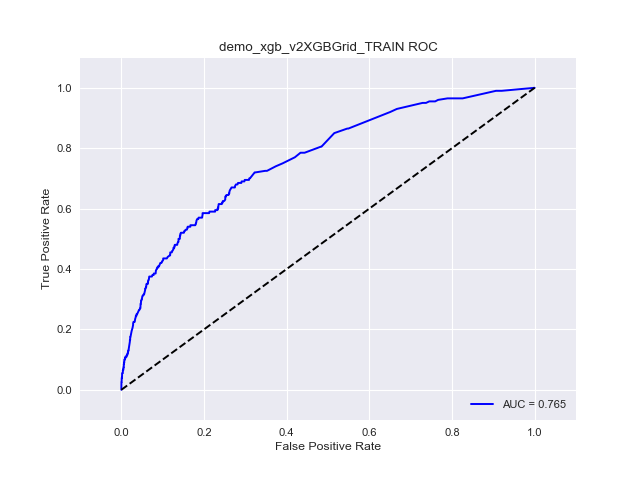 demo_xgb_v2XGBGrid_TRAIN ROC
True Positive Rate
1.0
0.8
0.6
0.4
0.2
0.0
AUC = 0.765
0.0 0.2 0.4 0.6 0.8 1.0
False Positive Rate